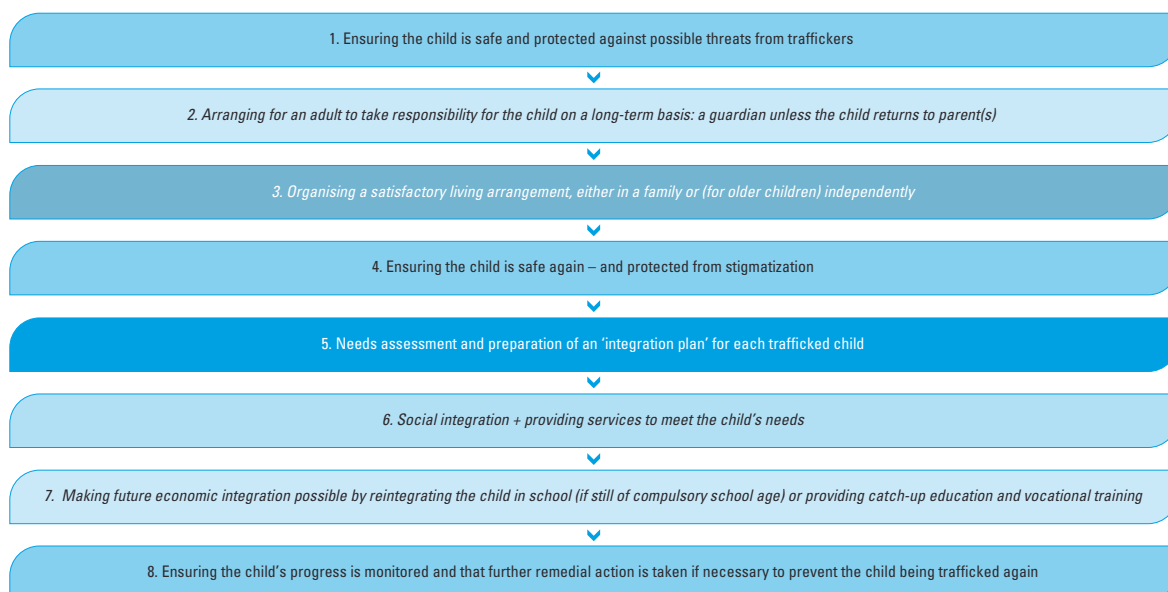 1. Ensuring the child is safe and protected against possible threats from traffickers
2. Arranging for an adult to take responsibility for the child on a long-term basis: a guardian unless the child returns to parent(s)
3. Organising a satisfactory living arrangement, either in a family or (for older children) independently
4. Ensuring the child is safe again – and protected from stigmatization
5. Needs assessment and preparation of an ‘integration plan’ for each trafficked child
6. Social integration + providing services to meet the child’s needs
7. Making future economic integration possible by reintegrating the child in school (if still of compulsory school age) or providing catch-up education and vocational training
8. Ensuring the child’s progress is monitored and that further remedial action is taken if necessary to prevent the child being trafficked again